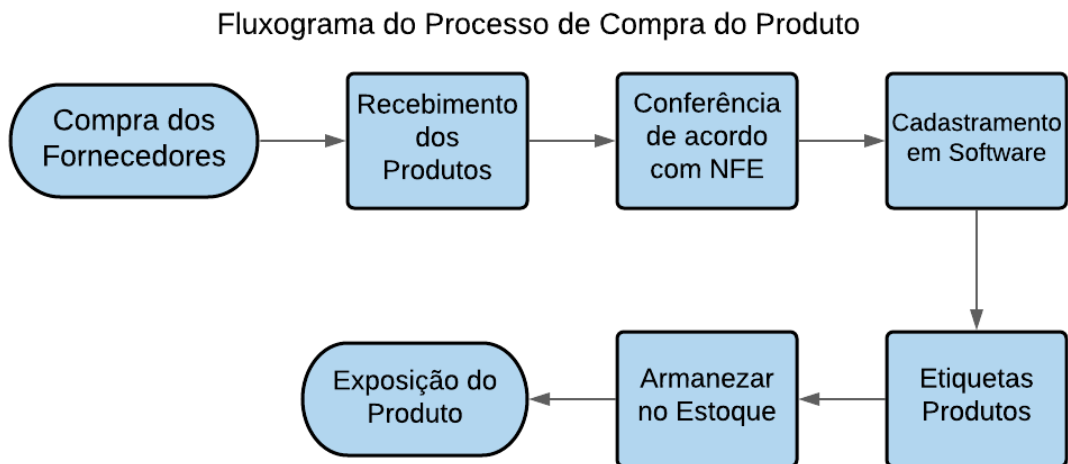 Fluxograma do Processo de Compra do Produto
Compra dos
Fornecedores
Recebimento
dos
Produtos
Conferência
de acordo
com NFE
Cadastramento
em Software
Etiquetas
Produtos
Armanezar
no Estoque
Exposição do
Produto